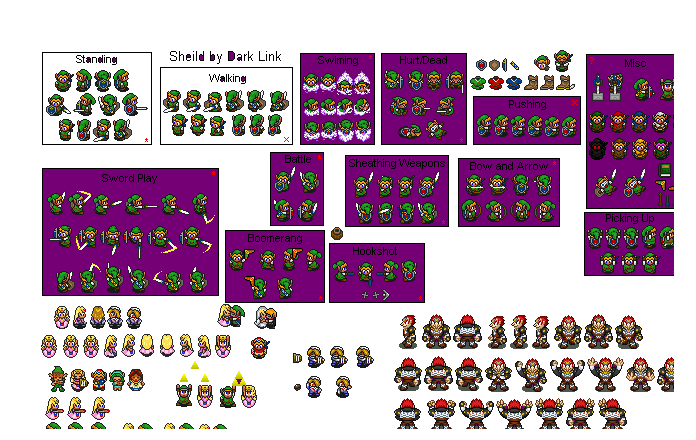 Standing
Sheild by Dark Link
Walking
Swiming
Hurt/Dead
Misc
Pushing
Battle
Sheathing Weapons
Bow and Arrow
Sword Play
Picking Up
Boomerang
Hookshot